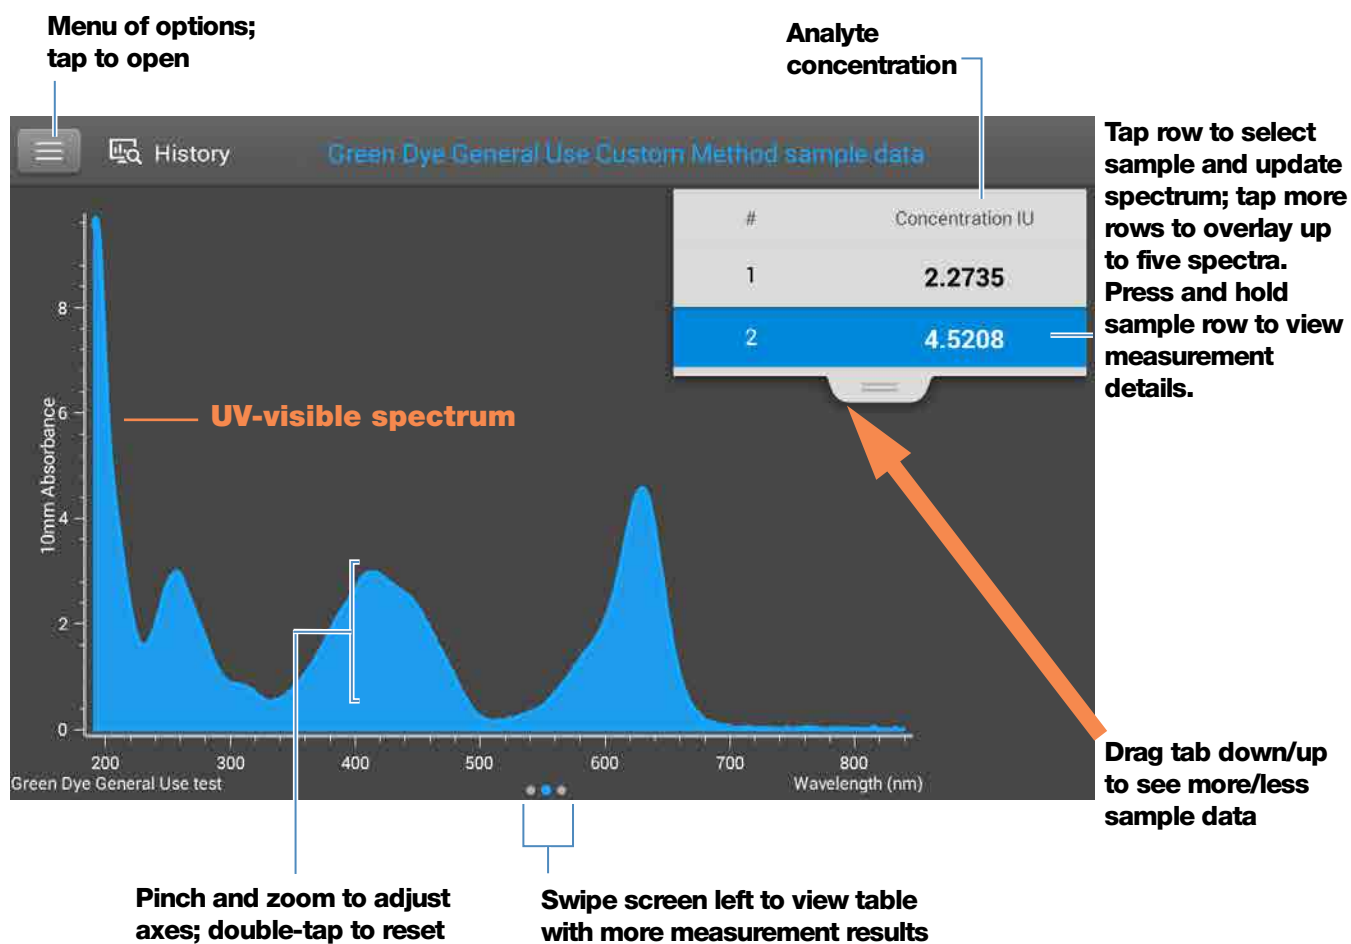 Menu of options;
tap to open
Analyte
concentration
History
Green Dye General Use Custom Method sample data
# Concentration IU
1 2.2735
2 4.5208
Tap row to select
sample and update
spectrum; tap more
rows to overlay up
to five spectra.
Press and hold
sample row to view
measurement
details.
UV-visible spectrum
10mm Absorbance
8
6
4
2
0
200 300 400 500 600 700 800
Green Dye General Use test
Wavelength (nm)
Drag tab down/up
to see more/less
sample data
Pinch and zoom to adjust
axes; double-tap to reset
Swipe screen left to view table
with more measurement results